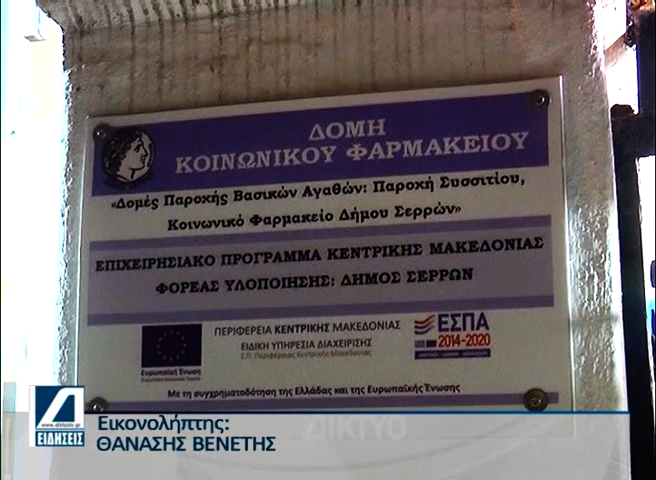 ΔΟΜΗ
ΚΟΙΝΩΝΙΚΟΥ ΦΑΡΜΑΚΕΙΟΥ
«Δομές Παροχής Βασικών Αγαθών: Παροχή Συσσιτίου,
Κοινωνικό Φαρμακείο Δήμου Σερρών»
ΕΠΙΧΕΙΡΗΣΙΑΚΟ ΠΡΟΓΡΑΜΜΑ ΚΕΝΤΡΙΚΗΣ ΜΑΚΕΔΟΝΙΑΣ
ΦΟΡΕΑΣ ΥΛΟΠΟΙΗΣΗΣ: ΔΗΜΟΣ ΣΕΡΡΩΝ
ΠΕΡΙΦΕΡΕΙΑ ΚΕΝΤΡΙΚΗΣ ΜΑΚΕΔΟΝΙΑΣ
ΕΙΔΙΚΗ ΥΠΗΡΕΣΙΑ ΔΙΑΧΕΙΡΙΣΗΣ
Ε.Π. Περιφέρειας Κεντρικής Μακεδονίας
Ευρωπαϊκή Ένωση
ΕΣΠΑ
2014-2020
Με τη συγχρηματοδότηση της Ελλάδας και της Ευρωπαϊκής Ένωσης
ΔΙΚΤΥΟ
www.diktyotv.gr
ΕΙΔΗΣΕΙΣ
Εικονολήπτης:
ΘΑΝΑΣΗΣ ΒΕΝΕΤΗΣ